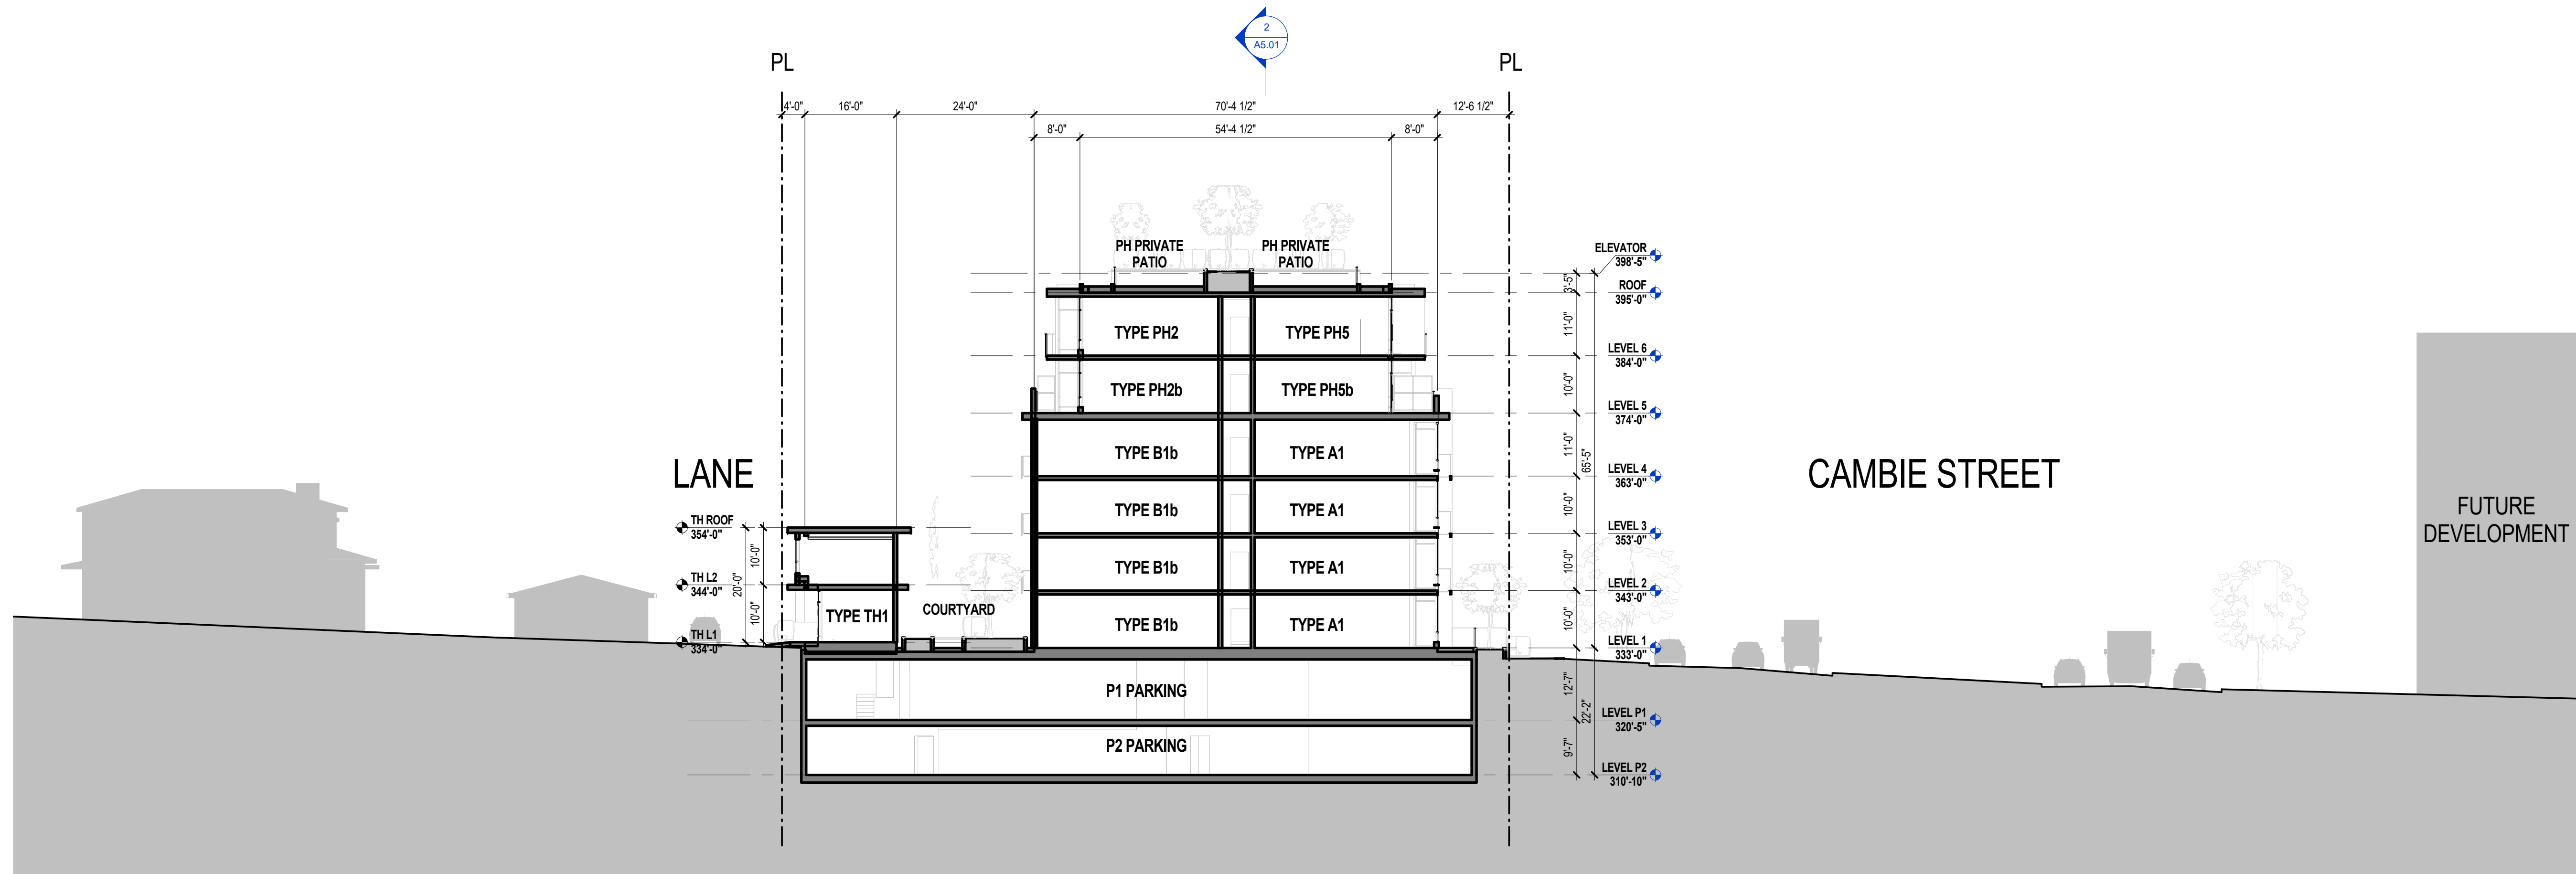 2
A5.01
PL
PL
4'-0"
16'-0"
24'-0"
70'-4 1/2"
12'-6 1/2"
8'-0"
54'-4 1/2"
8'-0"
PH PRIVATE
PATIO
PH PRIVATE
PATIO
ELEVATOR
398'-5"
3'-5"
ROOF
395'-0"
TYPE PH2
TYPE PH5
11'-0"
LEVEL 6
384'-0"
TYPE PH2b
TYPE PH5b
10'-0"
LEVEL 5
374'-0"
TYPE B1b
TYPE A1
11'-0"
65'-5"
LEVEL 4
363'-0"
LANE
CAMBIE STREET
TYPE B1b
TYPE A1
10'-0"
FUTURE
DEVELOPMENT
TH ROOF
354'-0"
LEVEL 3
353'-0"
10'-0"
20'-0"
TYPE B1b
TYPE A1
10'-0"
TH L2
344'-0"
LEVEL 2
343'-0"
10'-0"
TYPE TH1
COURTYARD
TYPE B1b
TYPE A1
10'-0"
TH L1
334'-0"
LEVEL 1
333'-0"
P1 PARKING
12'-7"
22'-2"
LEVEL P1
320'-5"
P2 PARKING
9'-7"
LEVEL P2
310'-10"